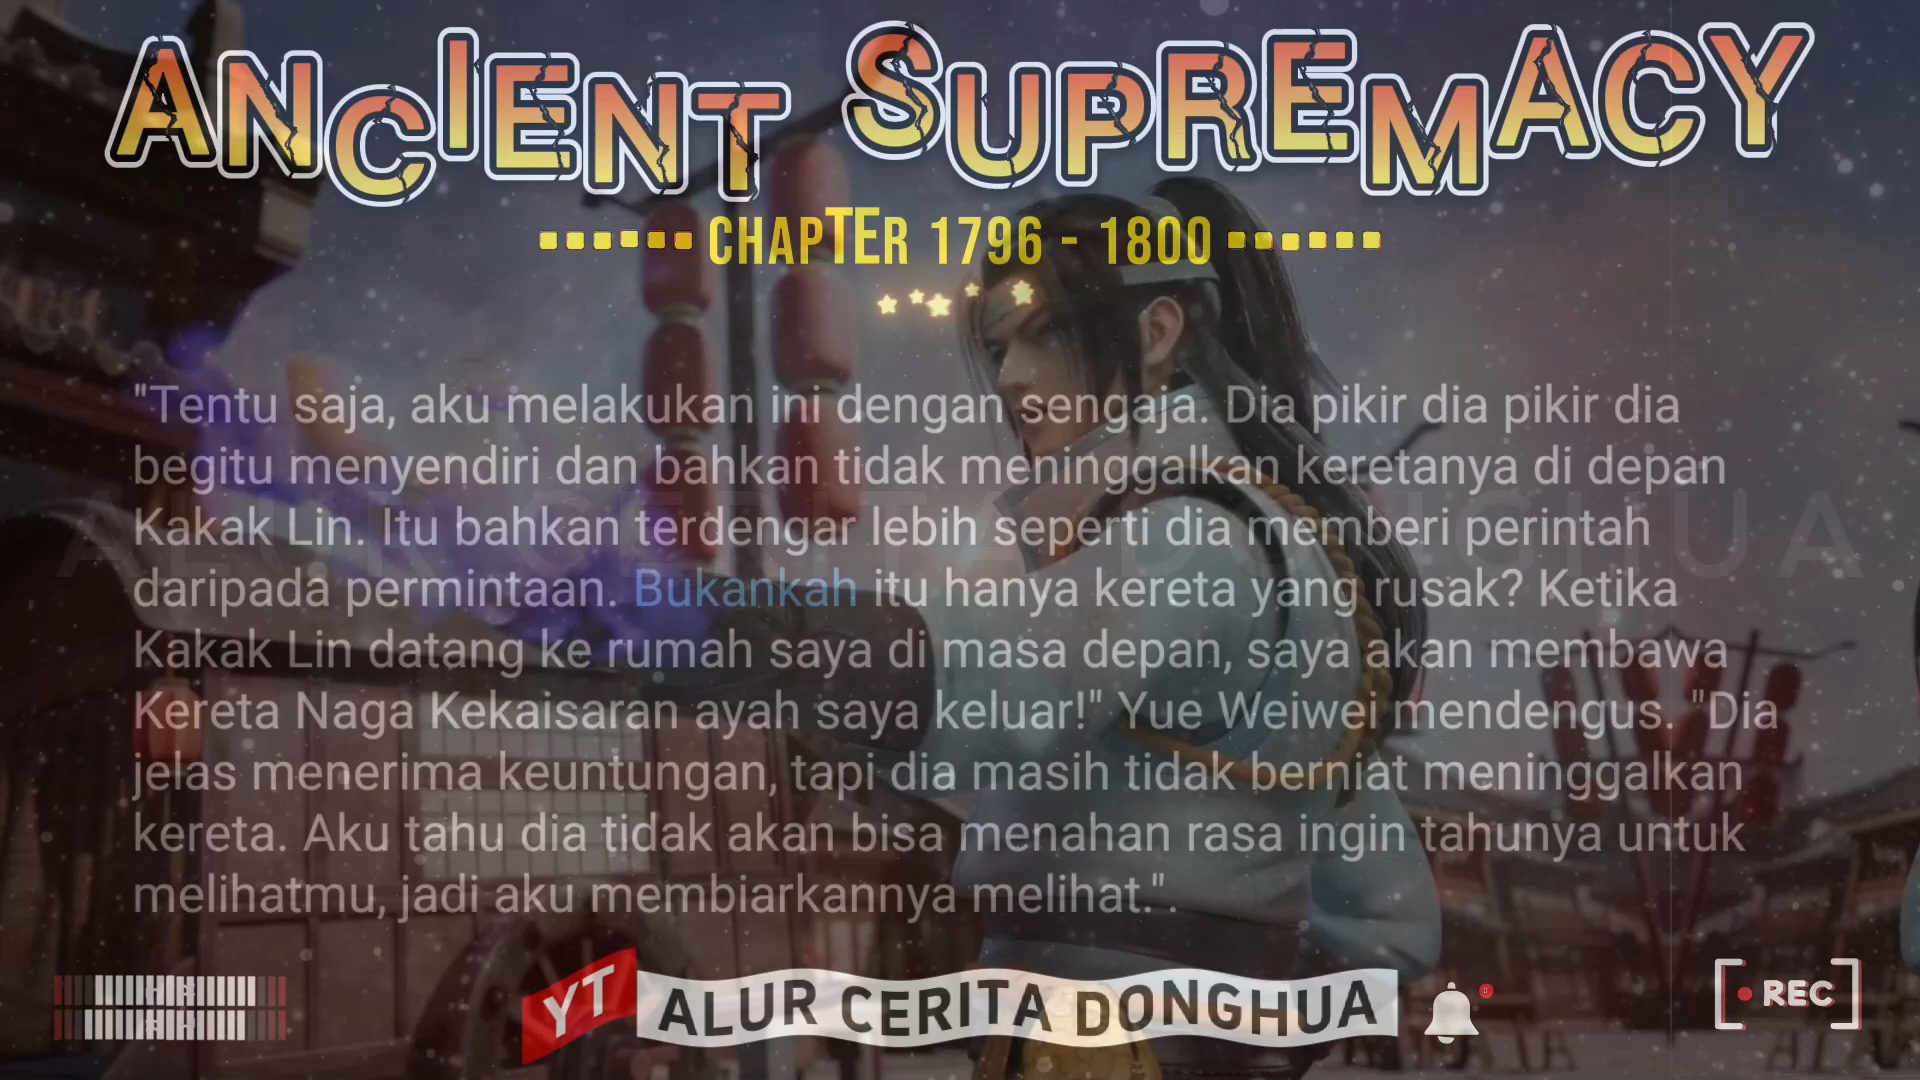 ANCIENT SUPREMACY
CHAPTER 1796 - 1800
"Tentu saja, aku melakukan ini dengan sengaja. Dia pikir dia pikir dia
begitu menyendiri dan bahkan tidak meninggalkan keretanya di depan
Kakak Lin. Itu bahkan terdengar lebih seperti dia memberi perintah
daripada permintaan. Bukankah itu hanya kereta yang rusak? Ketika
Kakak Lin datang ke rumah saya di masa depan, saya akan membawa
Kereta Naga Kekaisaran ayah saya keluar!" Yue Weiwei mendengus. "Dia
jelas menerima keuntungan, tapi dia masih tidak berniat meninggalkan
kereta. Aku tahu dia tidak akan bisa menahan rasa ingin tahunya untuk
melihatmu, jadi aku membiarkannya melihat.".
ALUR CERITA DONGHUA
YT ALUR CERITA DONGHUA
REC